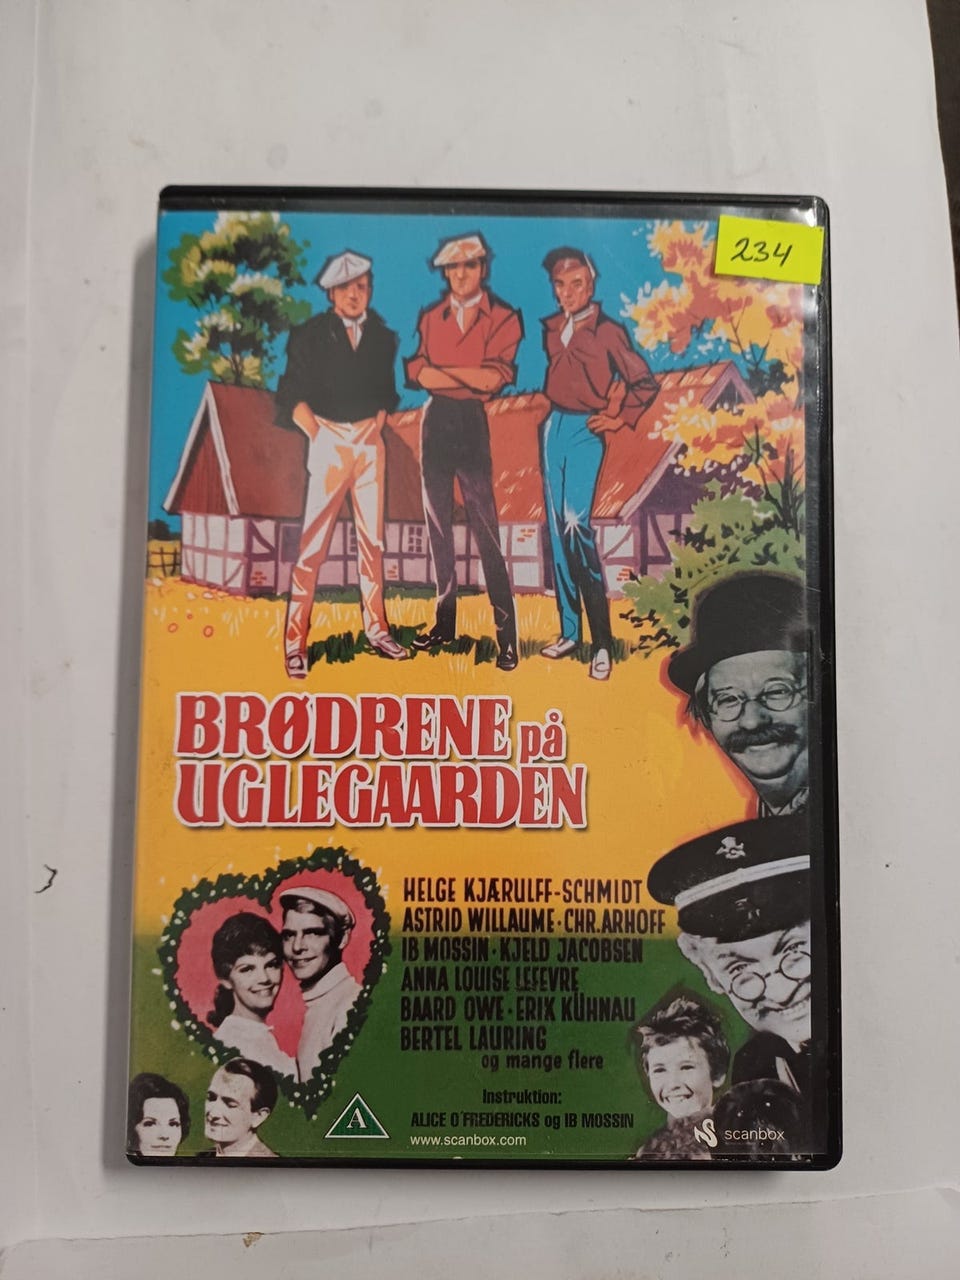 234
BRØDRENE på
UGLEGAARDEN
HELGE KJÆRULFF-SCHMIDT
ASTRID WILLAUME · CHR. ARHOFF
IB MOSSIN · KJELD JACOBSEN
ANNA LOUISE LEFEVRE
BAARD OWE · ERIK KÜHNAU
BERTEL LAURING
og mange flere
Instruktion:
ALICE O´FREDERICKS og IB MOSSIN
A
www.scanbox.com
scanbox